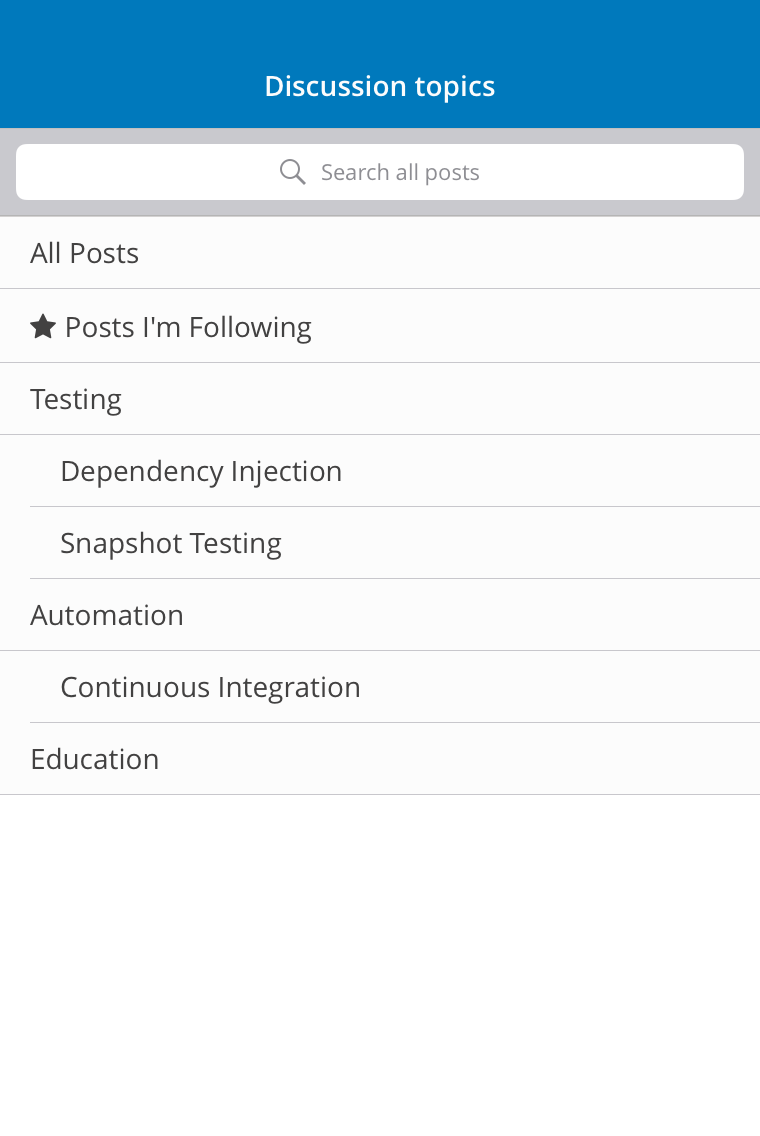 Discussion topics
Search all posts
All Posts
Posts I'm Following
Testing
Dependency Injection
Snapshot Testing
Automation
Continuous Integration
Education